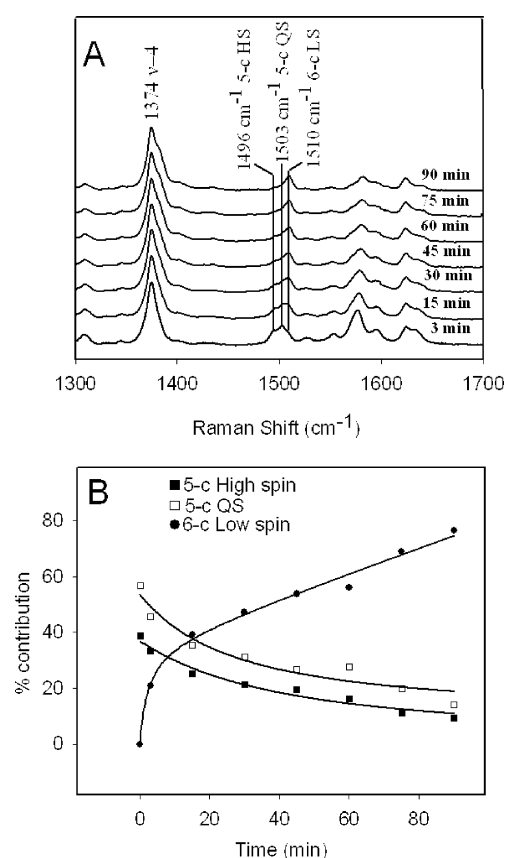 A
1374 ν–4
1496 cm⁻¹ 5-c HS
1503 cm⁻¹ 5-c QS
1510 cm⁻¹ 6-c LS
90 min
75 min
60 min
45 min
30 min
15 min
3 min
1300 1400 1500 1600 1700
Raman Shift (cm⁻¹)
B
5-c High spin
5-c QS
6-c Low spin
80
60
40
20
0
% contribution
0 20 40 60 80
Time (min)